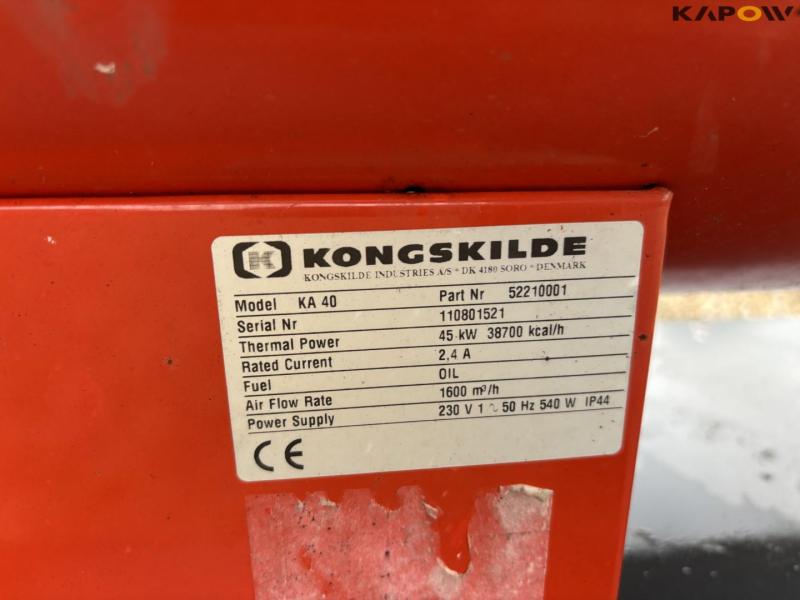 KAPOW
K KONGSKILDE
KONGSKILDE INDUSTRIES A/S * DK 4180 SORO * DENMARK
Model KA 40 Part Nr 52210001
Serial Nr 110801521
Thermal Power 45 kW 38700 kcal/h
Rated Current 2,4 A
Fuel OIL
Air Flow Rate 1600 m³/h
Power Supply 230 V 1 ~ 50 Hz 540 W IP44
CE